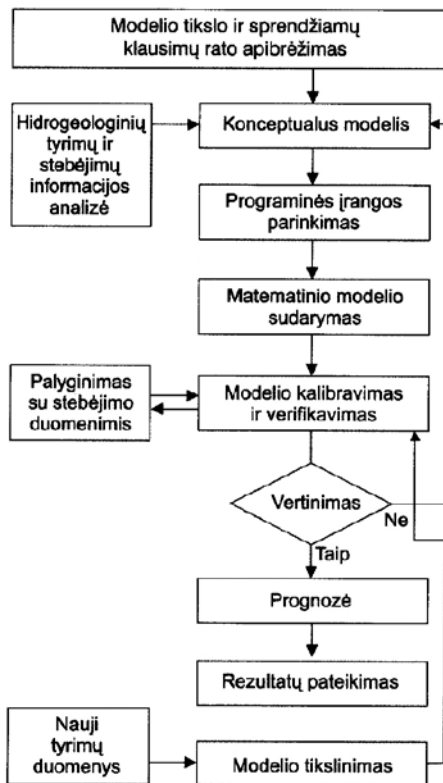 Modelio tikslo ir sprendžiamų
klausimų rato apibrėžimas
Hidrogeologinių
tyrimų ir
stebėjimų
informacijos
analizė
Konceptualus modelis
Programinės įrangos
parinkimas
Matematinio modelio
sudarymas
Palyginimas
su stebėjimo
duomenimis
Modelio kalibravimas
ir verifikavimas
Vertinimas
Ne
Taip
Prognozė
Rezultatų pateikimas
Nauji
tyrimų
duomenys
Modelio tikslinimas